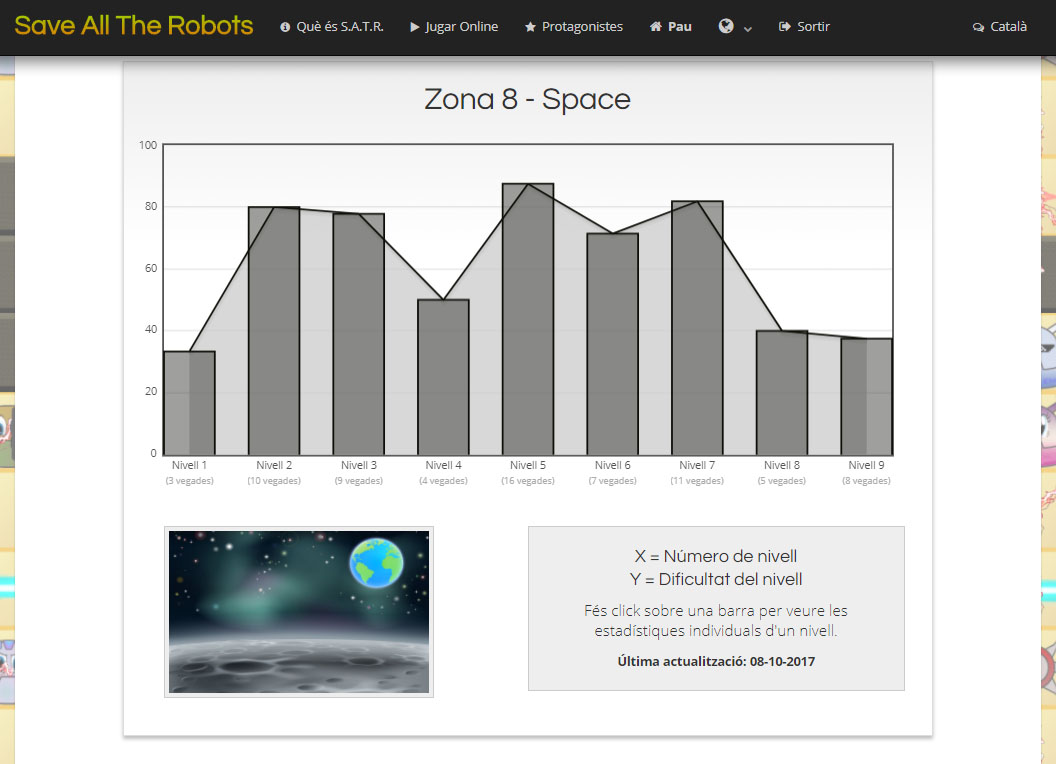 Save All The Robots
Què és S.A.T.R.
Jugar Online
Protagonistes
Pau
Sortir
Català
Zona 8 - Space
100
80
60
40
20
0
Nivell 1
(3 vegades)
Nivell 2
(10 vegades)
Nivell 3
(9 vegades)
Nivell 4
(4 vegades)
Nivell 5
(16 vegades)
Nivell 6
(7 vegades)
Nivell 7
(11 vegades)
Nivell 8
(5 vegades)
Nivell 9
(8 vegades)
X = Número de nivell
Y = Dificultat del nivell
Fés click sobre una barra per veure les
estadístiques individuals d'un nivell.
Última actualització: 08-10-2017